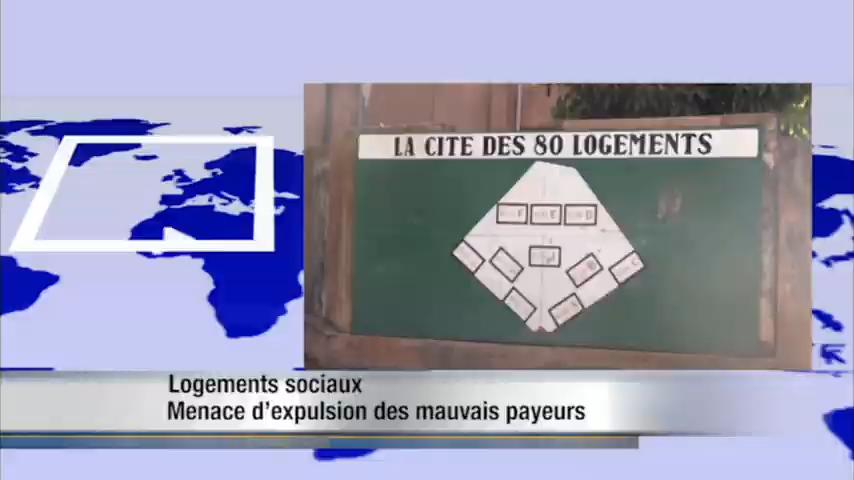 LA CITE DES 80 LOGEMENTS
F E D
C
Logements sociaux
Menace d'expulsion des mauvais payeurs